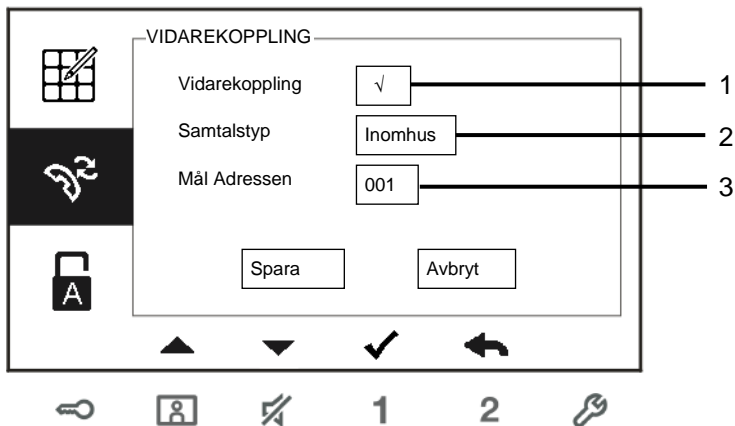 VIDAREKOPPLING
Vidarekoppling √ 1
Samtalstyp Inomhus 2
Mål Adressen 001 3
Spara Avbryt
A
1 2